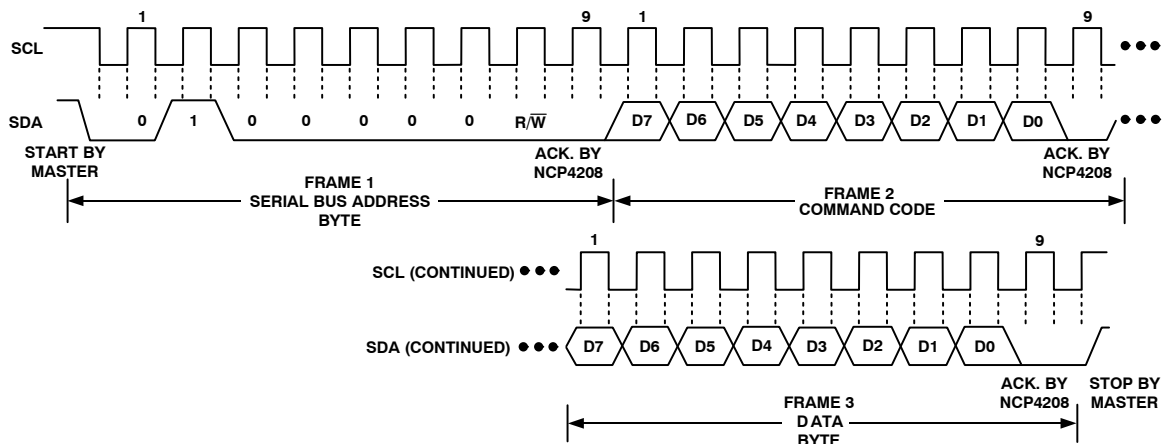 1 9 1 9
SCL
SDA 0 1 0 0 0 0 0 R/W D7 D6 D5 D4 D3 D2 D1 D0
START BY
MASTER
ACK. BY
NCP4208
ACK. BY
NCP4208
FRAME 1
SERIAL BUS ADDRESS
BYTE
FRAME 2
COMMAND CODE
1 9
SCL (CONTINUED)
SDA (CONTINUED) D7 D6 D5 D4 D3 D2 D1 D0
ACK. BY
NCP4208
STOP BY
MASTER
FRAME 3
DATA
BYTE